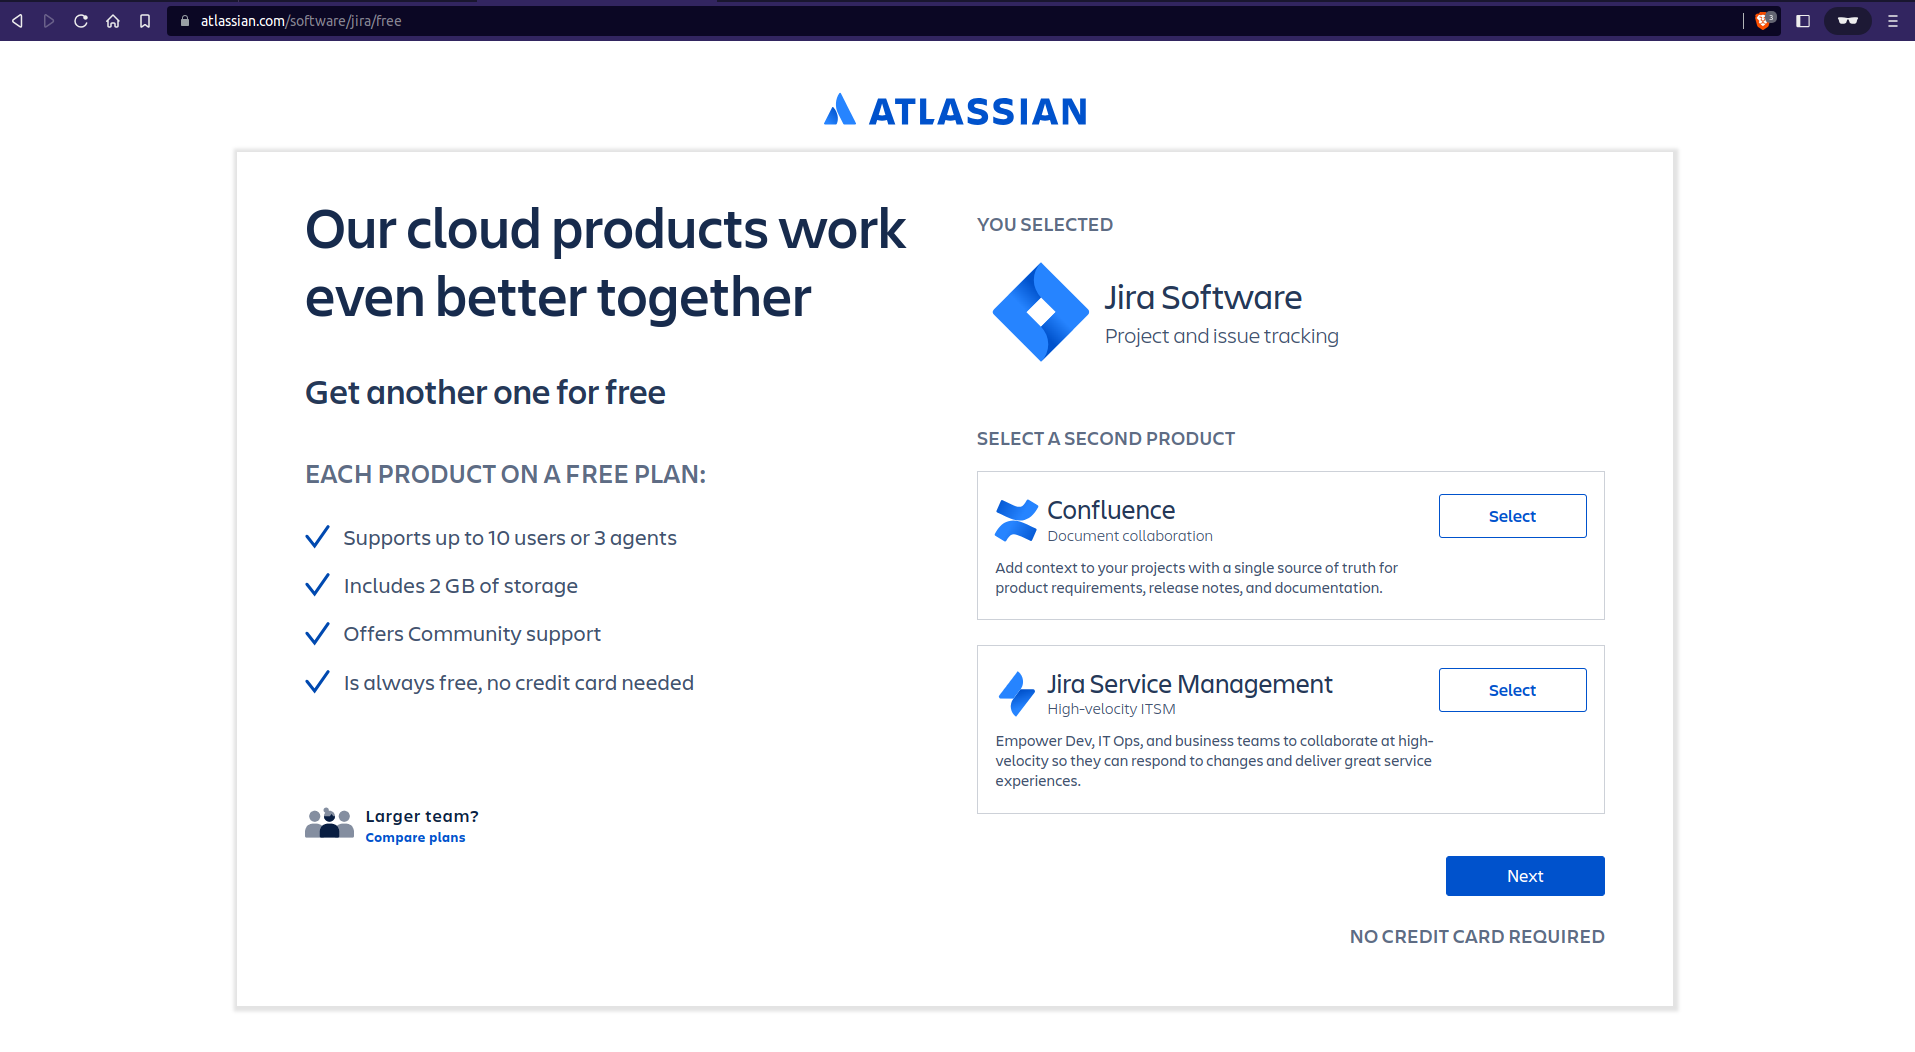 atlassian.com/software/jira/free
3
ATLASSIAN
Our cloud products work
even better together
Get another one for free
EACH PRODUCT ON A FREE PLAN:
Supports up to 10 users or 3 agents
Includes 2 GB of storage
Offers Community support
Is always free, no credit card needed
Larger team?
Compare plans
YOU SELECTED
Jira Software
Project and issue tracking
SELECT A SECOND PRODUCT
Confluence
Document collaboration
Select
Add context to your projects with a single source of truth for
product requirements, release notes, and documentation.
Jira Service Management
High-velocity ITSM
Select
Empower Dev, IT Ops, and business teams to collaborate at high-
velocity so they can respond to changes and deliver great service
experiences.
Next
NO CREDIT CARD REQUIRED